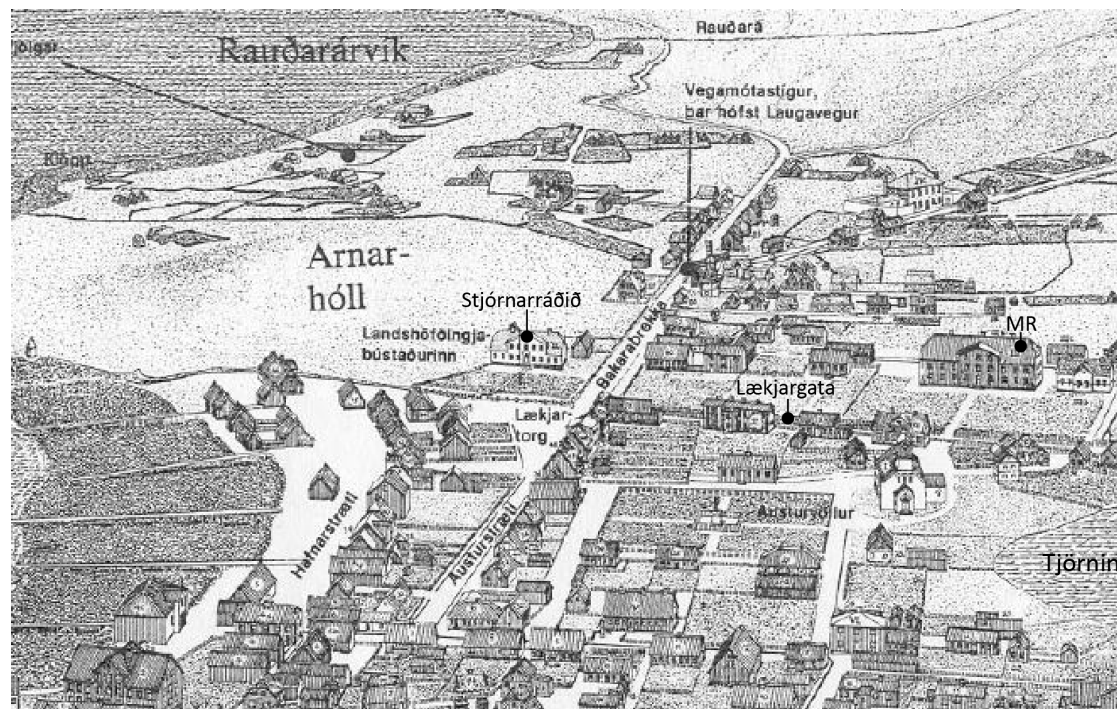 Rauðará
Rauðarárvík
Vegamótastígur,
þar hófst Laugavegur
Klöpp
Arnar-
hóll
Stjórnarráðið
Landshöfðingja-
bústaðurinn
Bakarabrekka
MR
Lækjargata
Lækjar-
torg
Hafnarstræti
Austurstræti
Austurvöllur
Tjörnin